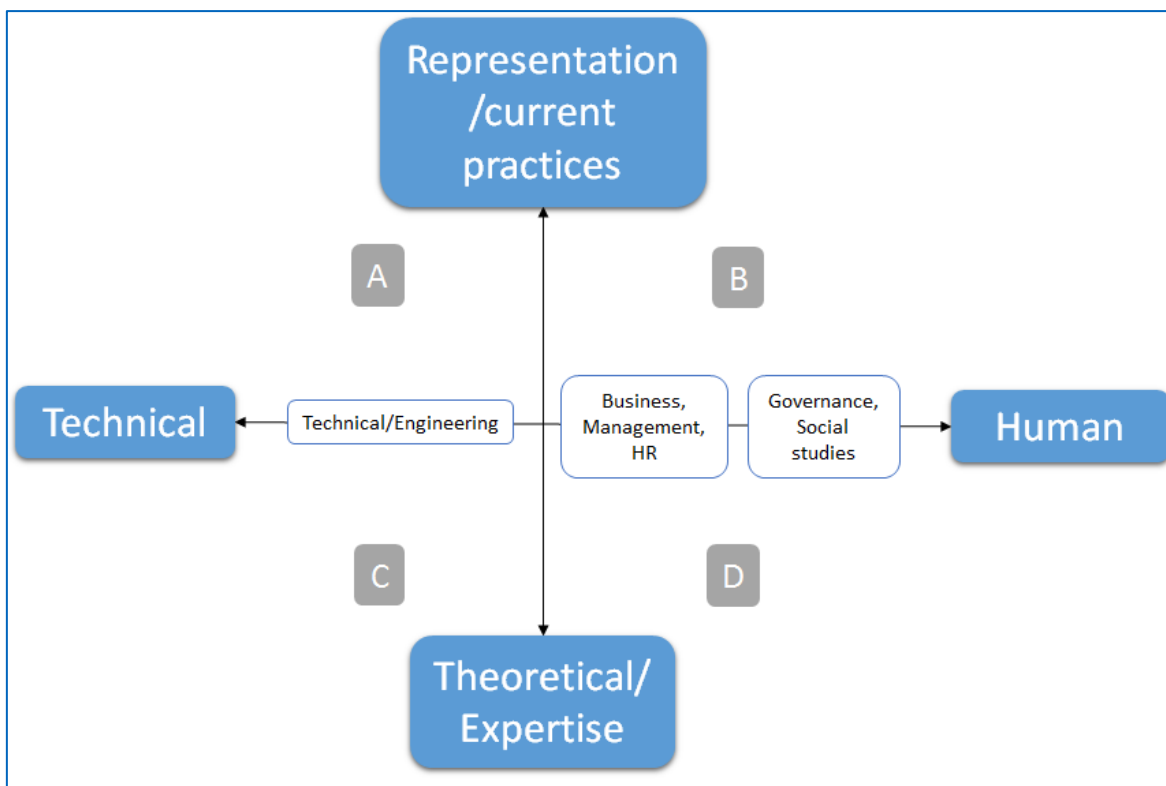 Representation
/current
practices
A
B
Technical
Technical/Engineering
Business,
Management,
HR
Governance,
Social
studies
Human
C
D
Theoretical/
Expertise